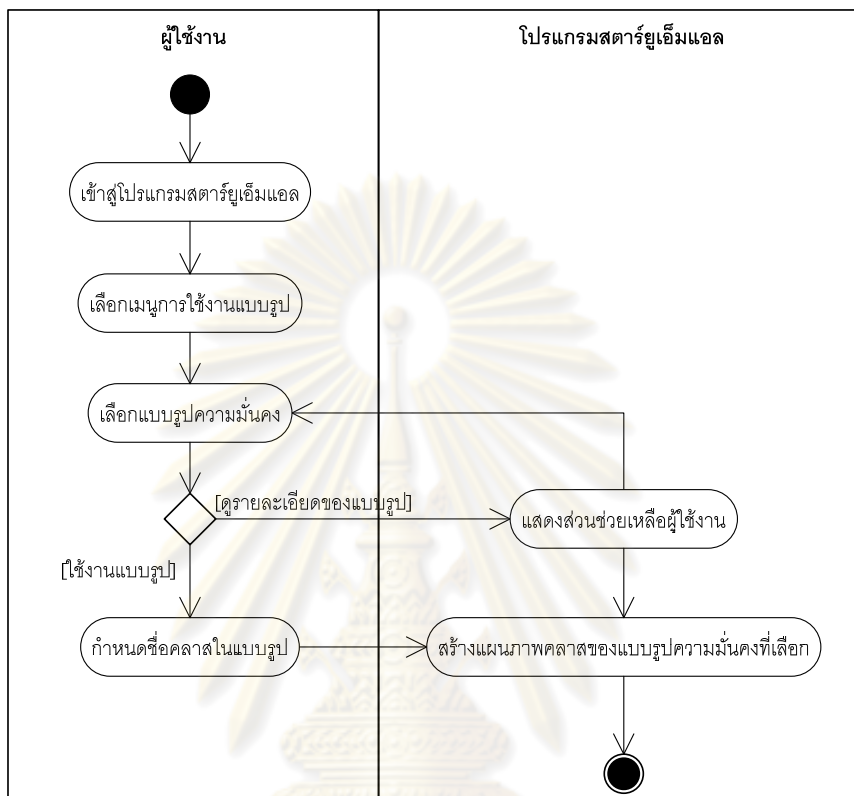 ผู้ใช้งาน
โปรแกรมสตาร์ยูเอ็มแอล
เข้าสู่โปรแกรมสตาร์ยูเอ็มแอล
เลือกเมนูการใช้งานแบบรูป
เลือกแบบรูปความมั่นคง
[ดูรายละเอียดของแบบรูป]
แสดงส่วนช่วยเหลือผู้ใช้งาน
[ใช้งานแบบรูป]
กำหนดชื่อคลาสในแบบรูป
สร้างแผนภาพคลาสของแบบรูปความมั่นคงที่เลือก